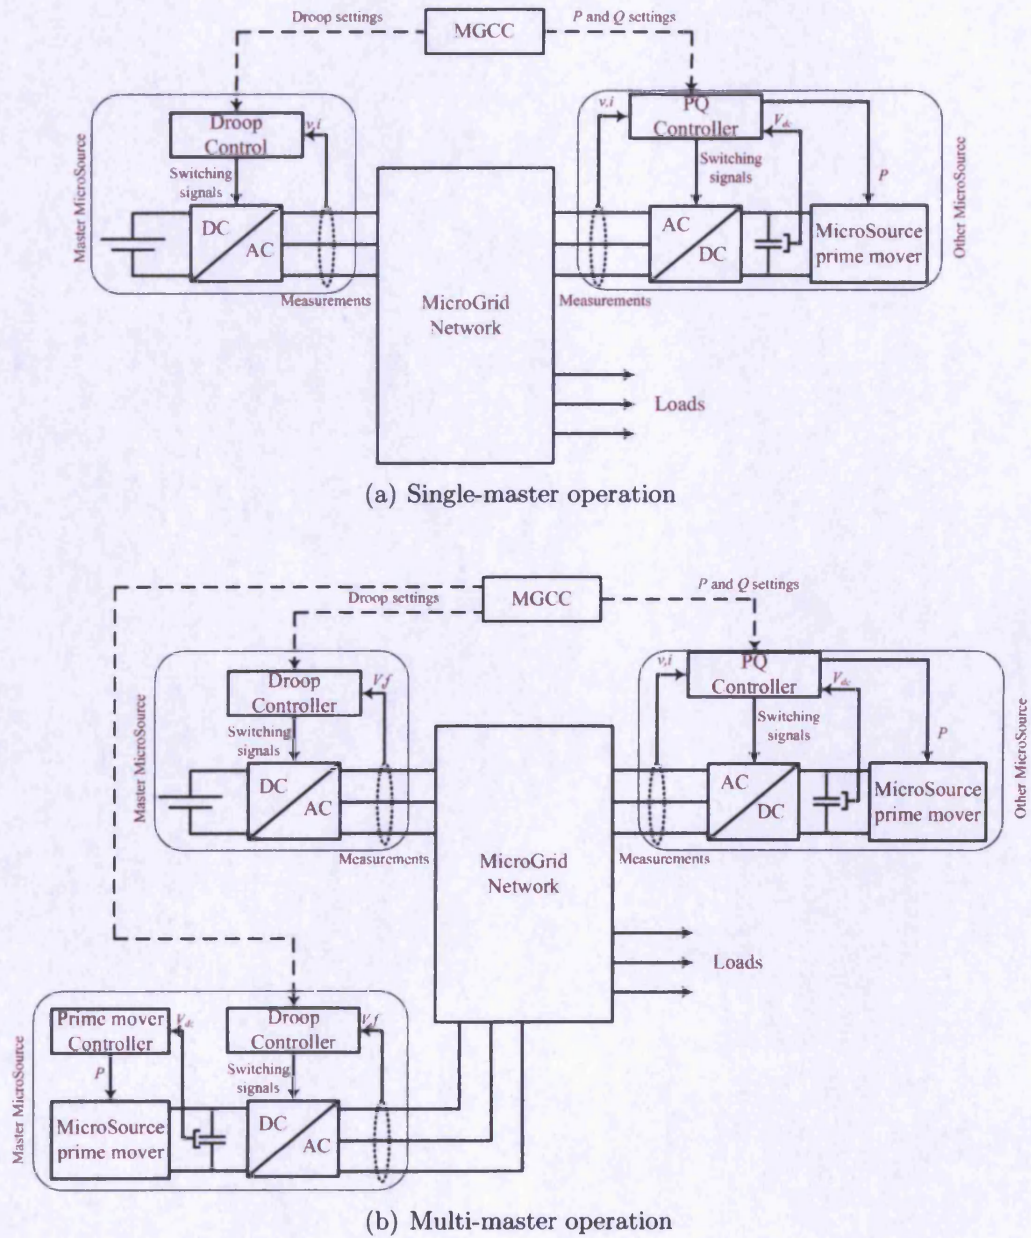 Droop settings
MGCC
P and Q settings
Master MicroSource
Droop
Control
v,i
Switching
signals
DC
AC
Measurements
MicroGrid
Network
v,i
PQ
Controller
V_dc
Switching
signals
P
AC
DC
MicroSource
prime mover
Other MicroSource
Measurements
Loads
(a) Single-master operation
Droop settings
MGCC
P and Q settings
Master MicroSource
Droop
Controller
V,f
Switching
signals
DC
AC
Measurements
MicroGrid
Network
v,i
PQ
Controller
V_dc
Switching
signals
P
AC
DC
MicroSource
prime mover
Other MicroSource
Measurements
Loads
Master MicroSource
Prime mover
Controller
V_dc
P
MicroSource
prime mover
Droop
Controller
V,f
Switching
signals
DC
AC
(b) Multi-master operation